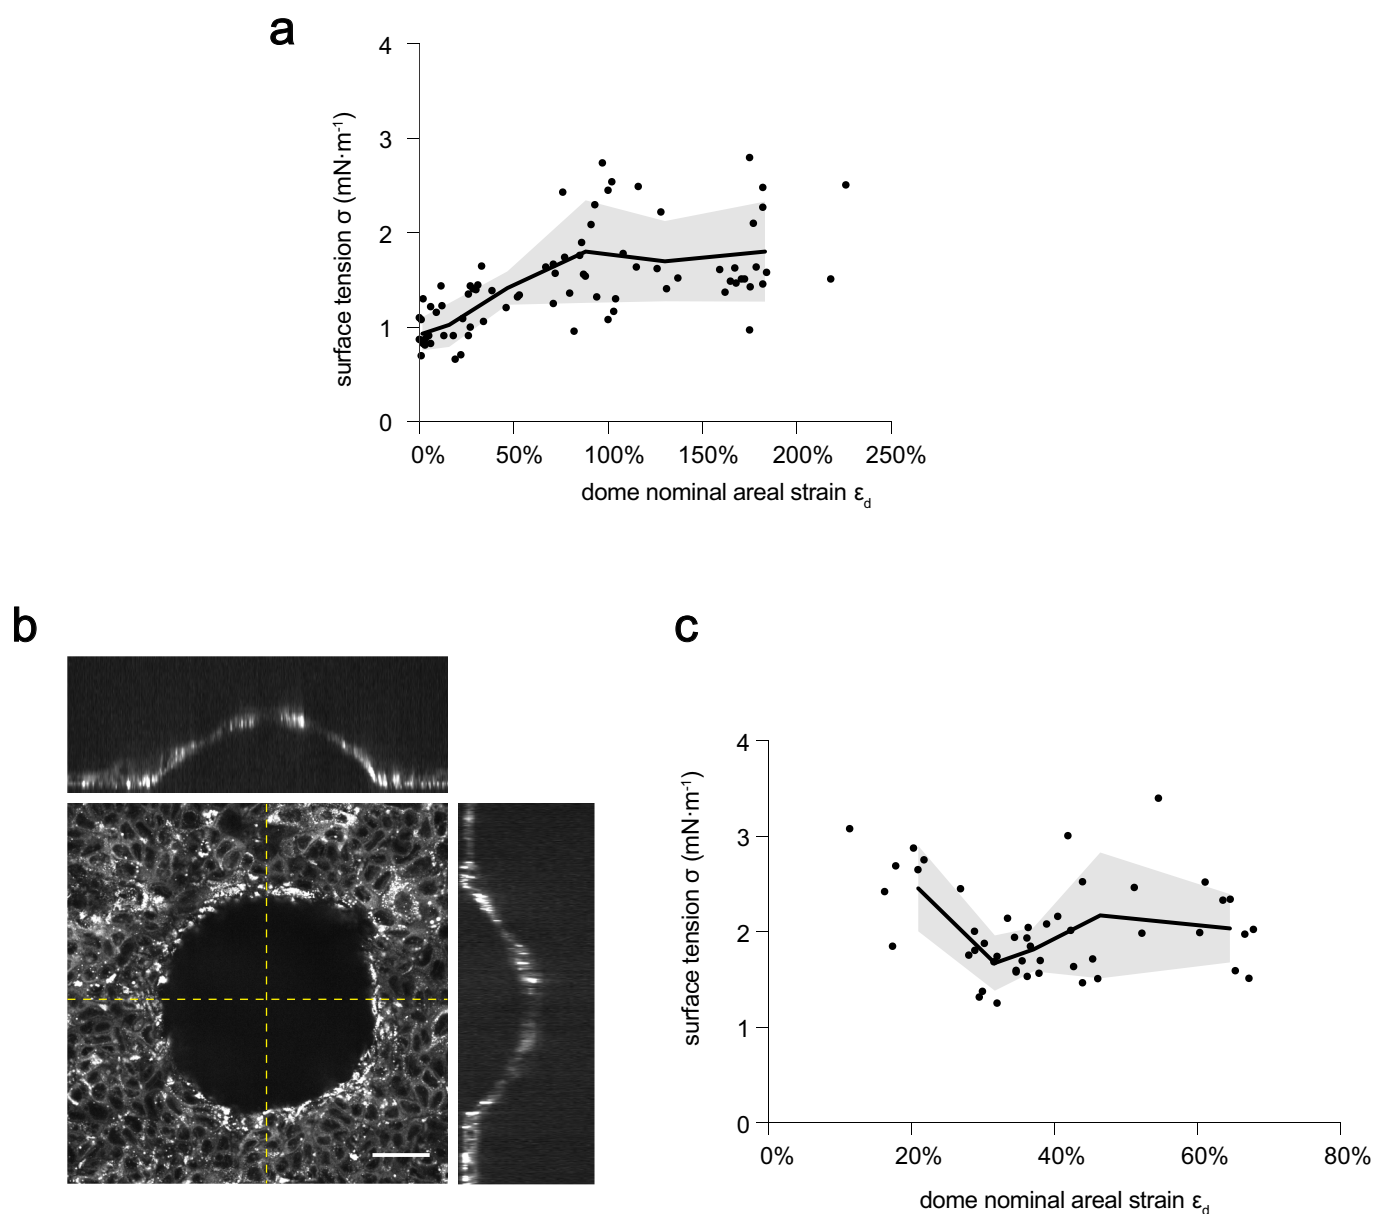 a
4
3
2
1
0
surface tension σ (mN·m⁻¹)
0% 50% 100% 150% 200% 250%
dome nominal areal strain ε_d
b
c
4
3
2
1
0
surface tension σ (mN·m⁻¹)
0% 20% 40% 60% 80%
dome nominal areal strain ε_d